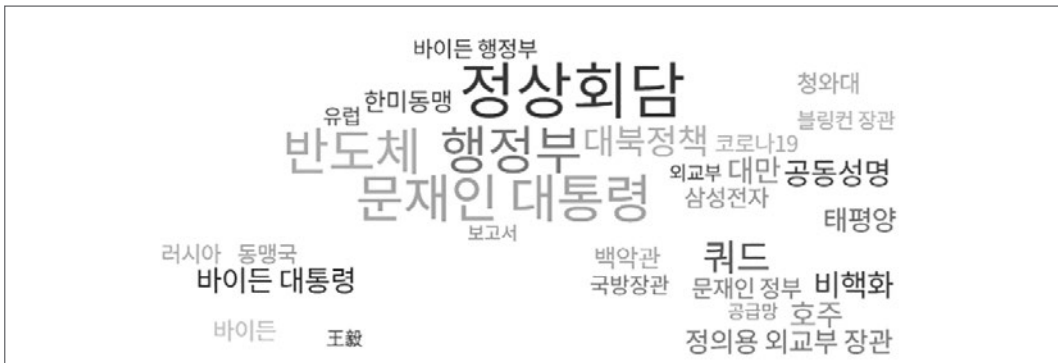 바이든 행정부
정상회담
청와대
한미동맹
유럽
블링컨 장관
반도체 행정부 대북정책 코로나19
외교부 대만 공동성명
문재인 대통령 삼성전자
태평양
보고서
러시아 동맹국 백악관 쿼드
바이든 대통령 국방장관 문재인 정부 비핵화
공급망 호주
바이든 王毅 정의용 외교부 장관